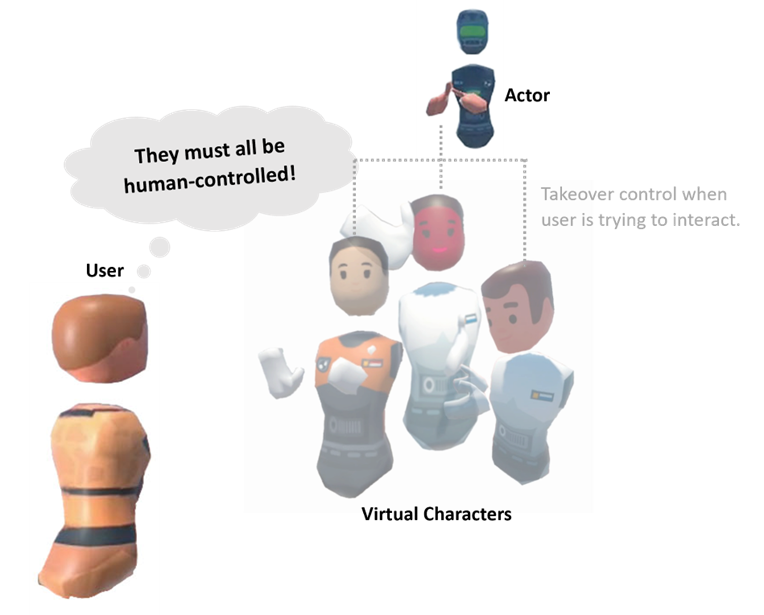 Actor
They must all be
human-controlled!
Takeover control when
user is trying to interact.
User
Virtual Characters